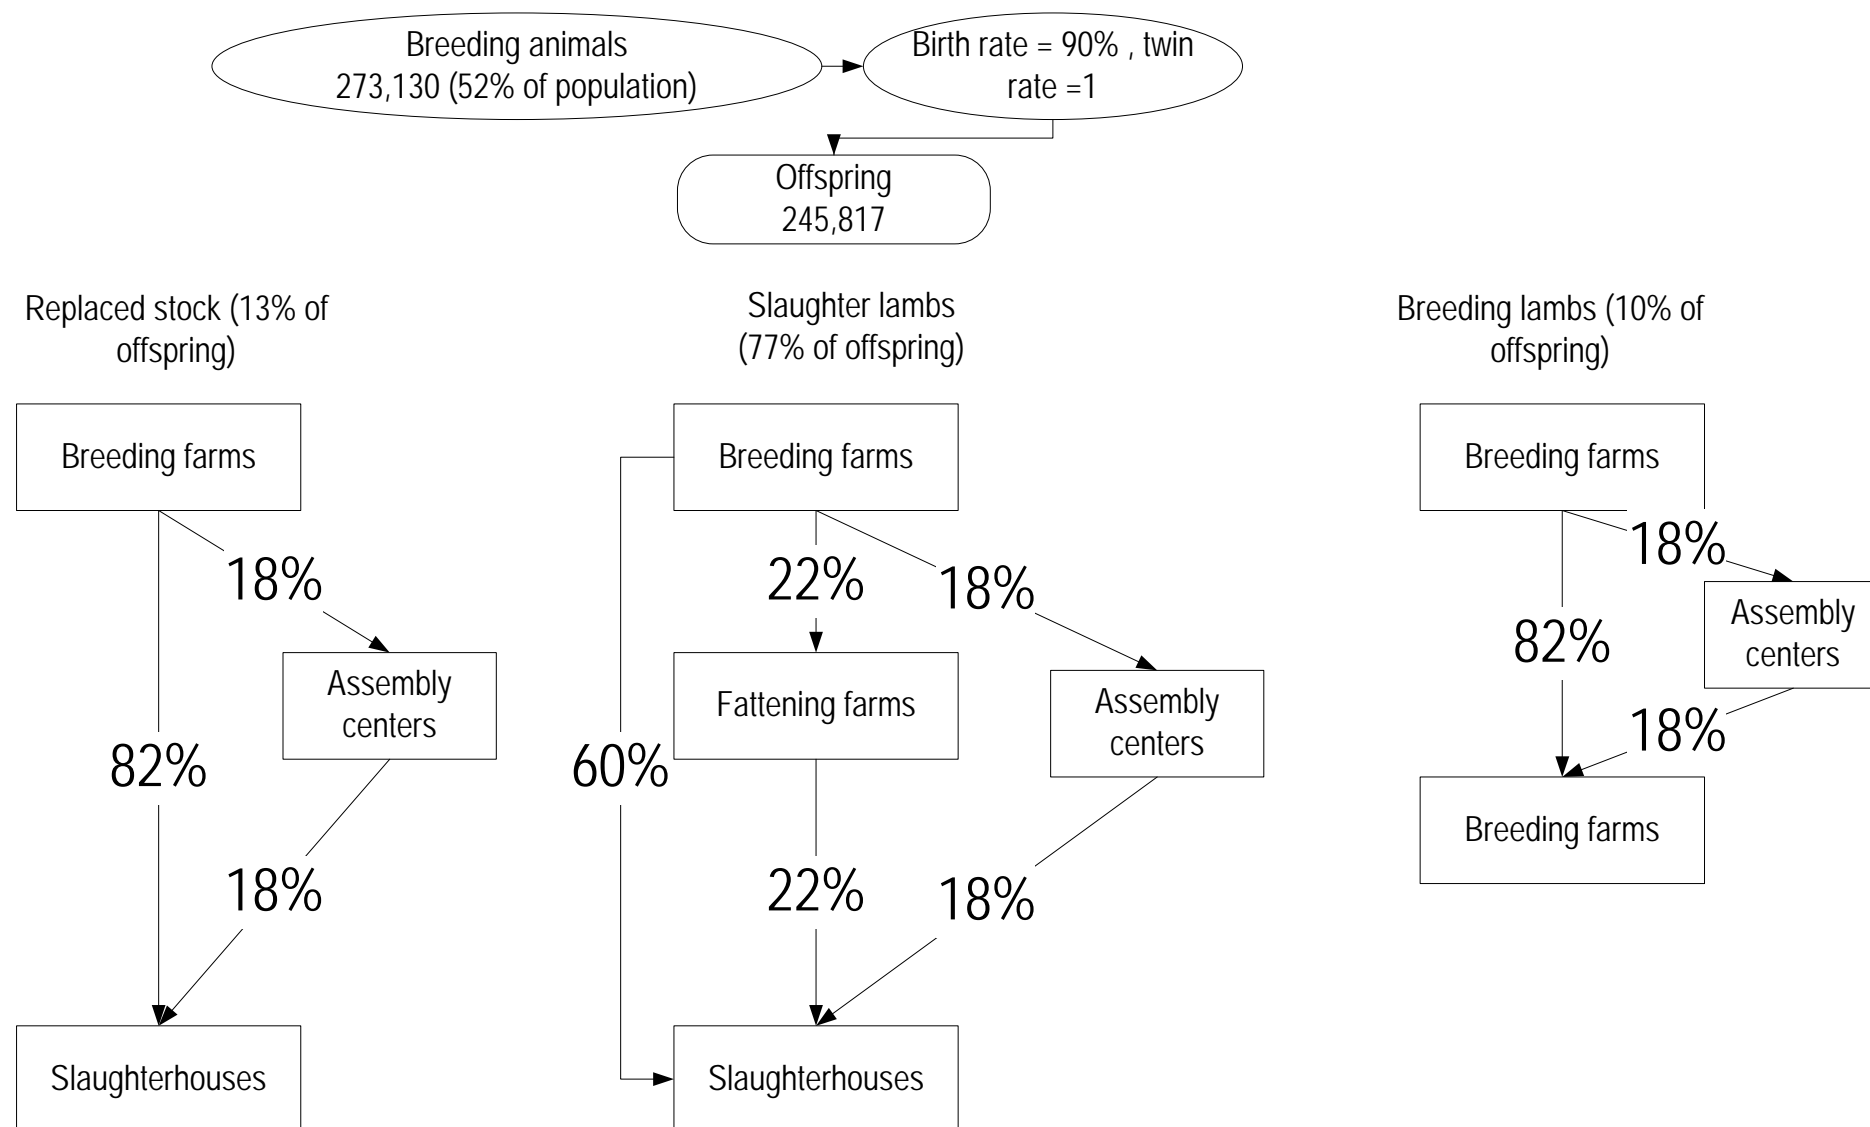 Breeding animals
273,130 (52% of population)
Birth rate = 90% , twin
rate =1
Offspring
245,817
Replaced stock (13% of
offspring)
Breeding farms
18%
Assembly
centers
82%
18%
Slaughterhouses
Slaughter lambs
(77% of offspring)
Breeding farms
22%
18%
Fattening farms
Assembly
centers
60%
22%
18%
Slaughterhouses
Breeding lambs (10% of
offspring)
Breeding farms
18%
Assembly
centers
82%
18%
Breeding farms